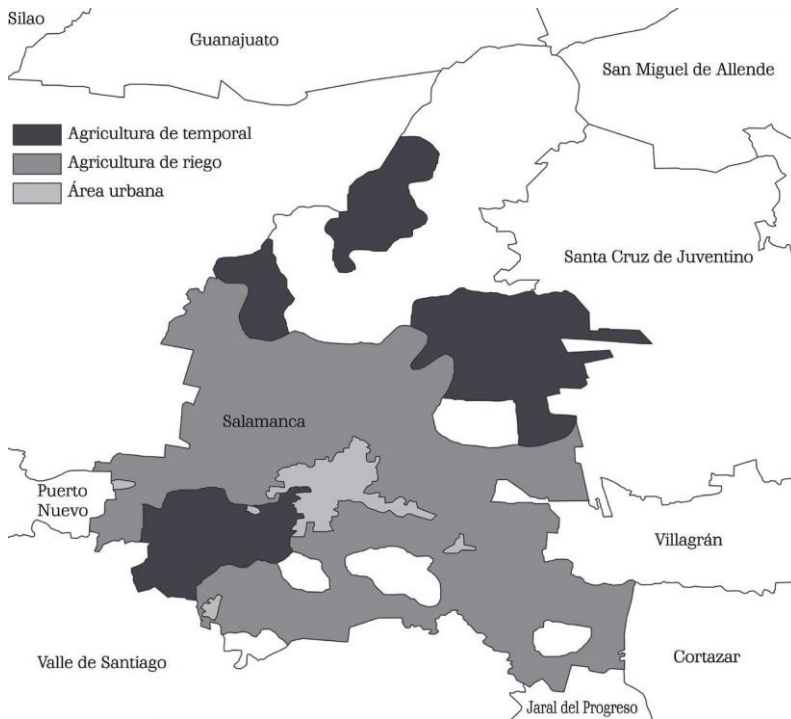 Silao
Guanajuato
San Miguel de Allende
Agricultura de temporal
Agricultura de riego
Área urbana
Santa Cruz de Juventino
Salamanca
Puerto
Nuevo
Villagrán
Valle de Santiago
Cortazar
Jaral del Progreso